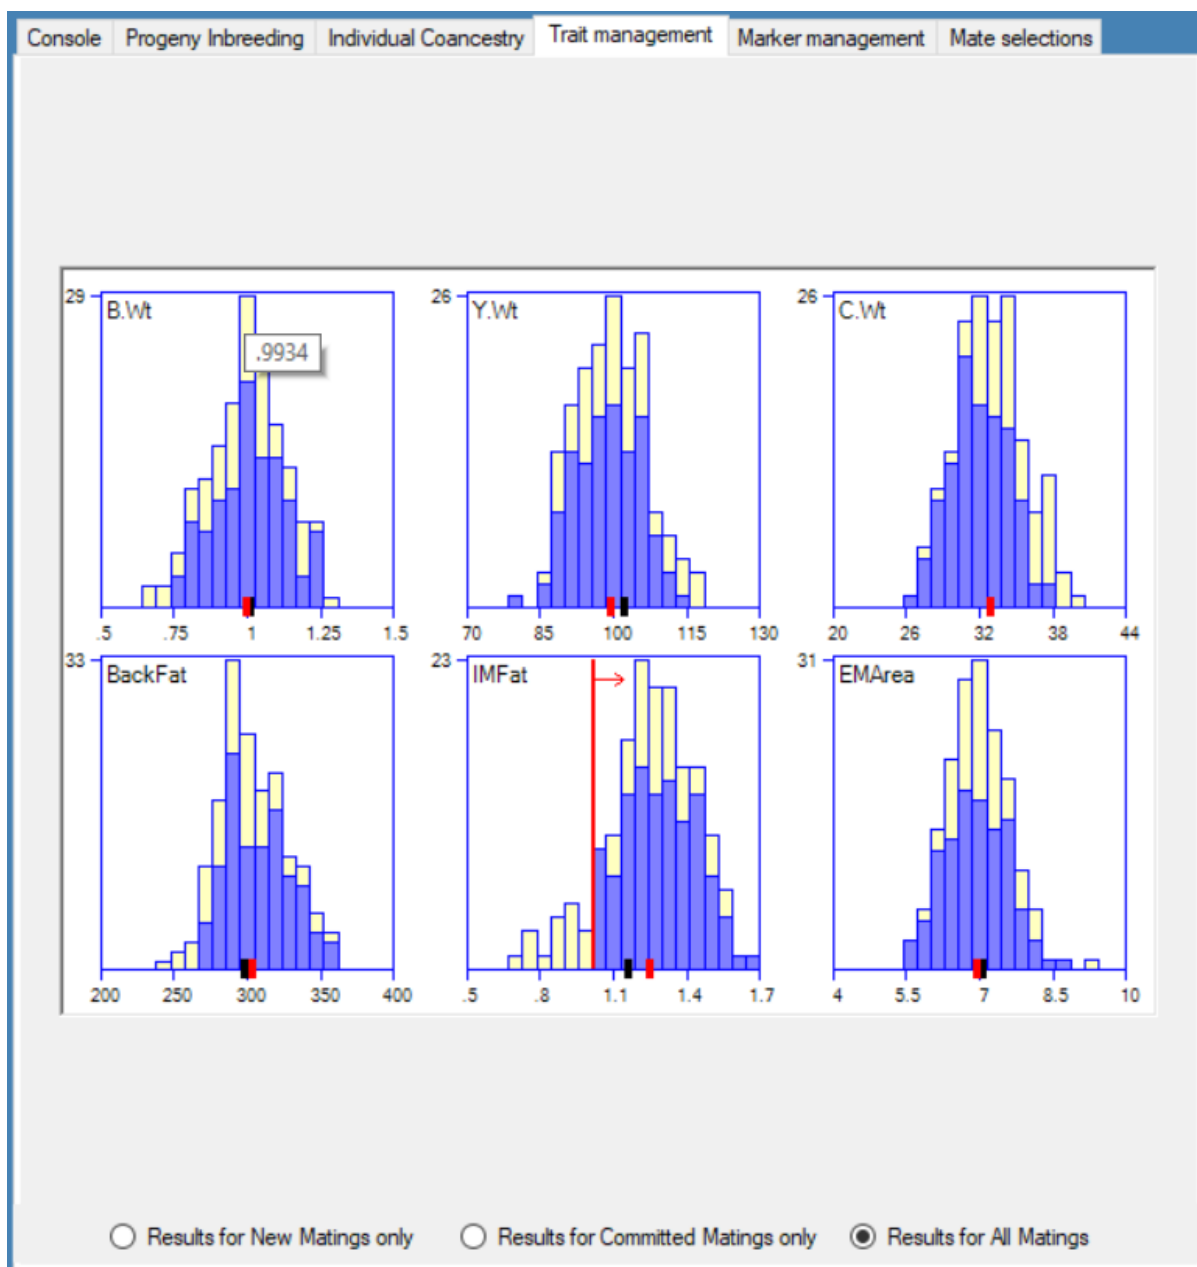 Console Progeny Inbreeding Individual Coancestry Trait management Marker management Mate selections
29 B.Wt 26 Y.Wt 26 C.Wt
.9934
.5 .75 1 1.25 1.5 70 85 100 115 130 20 26 32 38 44
33 BackFat 23 IMFat 31 EMArea
200 250 300 350 400 .5 .8 1.1 1.4 1.7 4 5.5 7 8.5 10
Results for New Matings only Results for Committed Matings only Results for All Matings